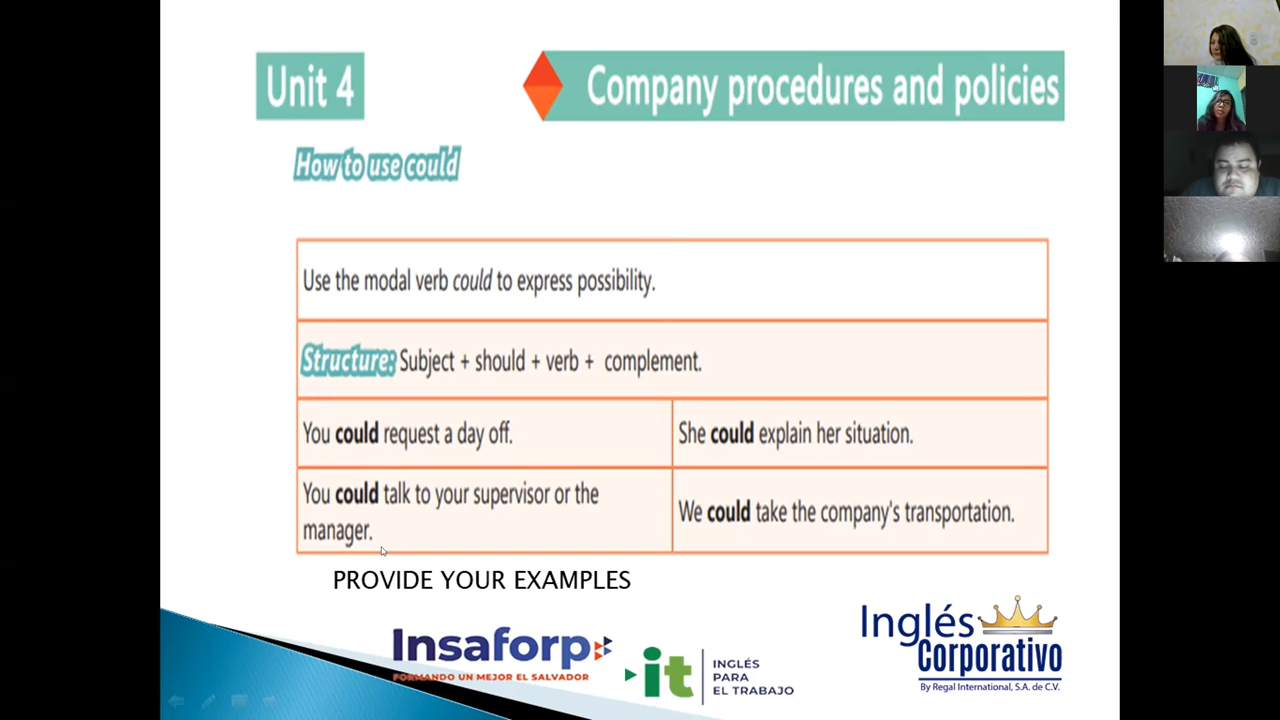 Unit 4
Company procedures and policies
How to use could
Use the modal verb could to express possibility.
Structure: Subject + should + verb + complement.
You could request a day off.
She could explain her situation.
You could talk to your supervisor or the
manager.
We could take the company's transportation.
PROVIDE YOUR EXAMPLES
Insaforp
FORMANDO UN MEJOR EL SALVADOR
it
INGLÉS
PARA
EL TRABAJO
Inglés
Corporativo
By Regal International, S.A. de C.V.